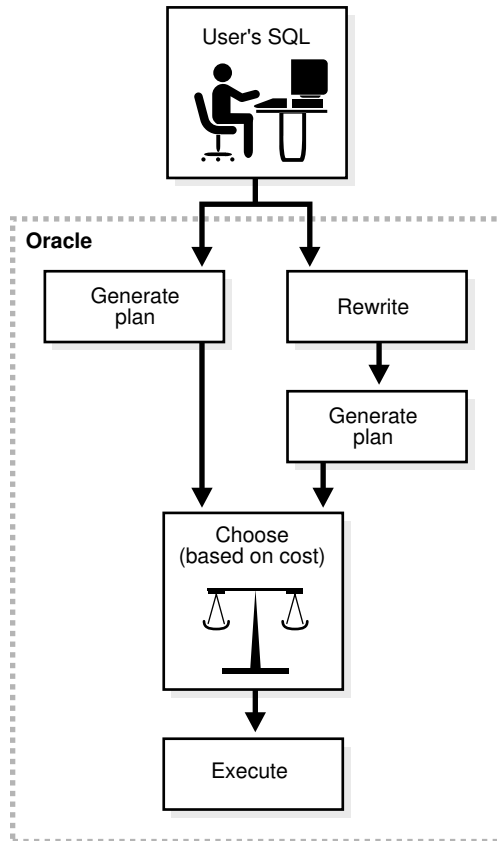 User's SQL
Oracle
Generate
plan
Rewrite
Generate
plan
Choose
(based on cost)
Execute